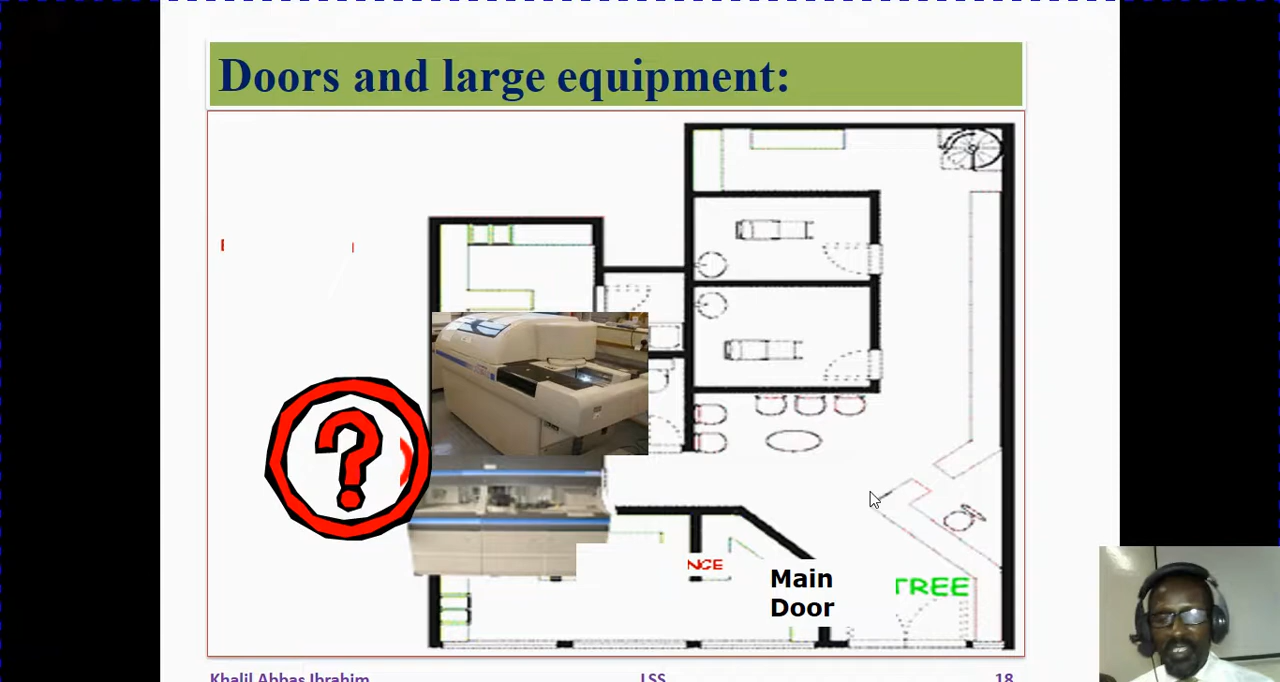 Doors and large equipment:
?
NCE
Main
Door
TREE
Khalil Abbas Ibrahim
LSS
18